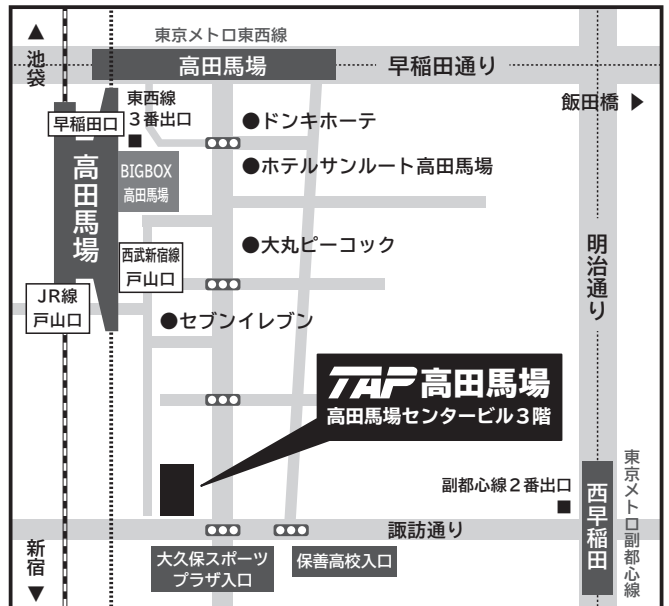 ▲
池袋
東京メトロ東西線
高田馬場
早稲田通り
飯田橋 ▶
早稲田口
東西線
3番出口
■
●ドンキホーテ
高田馬場
BIGBOX
高田馬場
●ホテルサンルート高田馬場
西武新宿線
戸山口
●大丸ピーコック
明治通り
JR線
戸山口
●セブンイレブン
TAP 高田馬場
高田馬場センタービル3階
副都心線2番出口
■
西早稲田
東京メトロ副都心線
諏訪通り
新宿
▼
大久保スポーツ
プラザ入口
保善高校入口